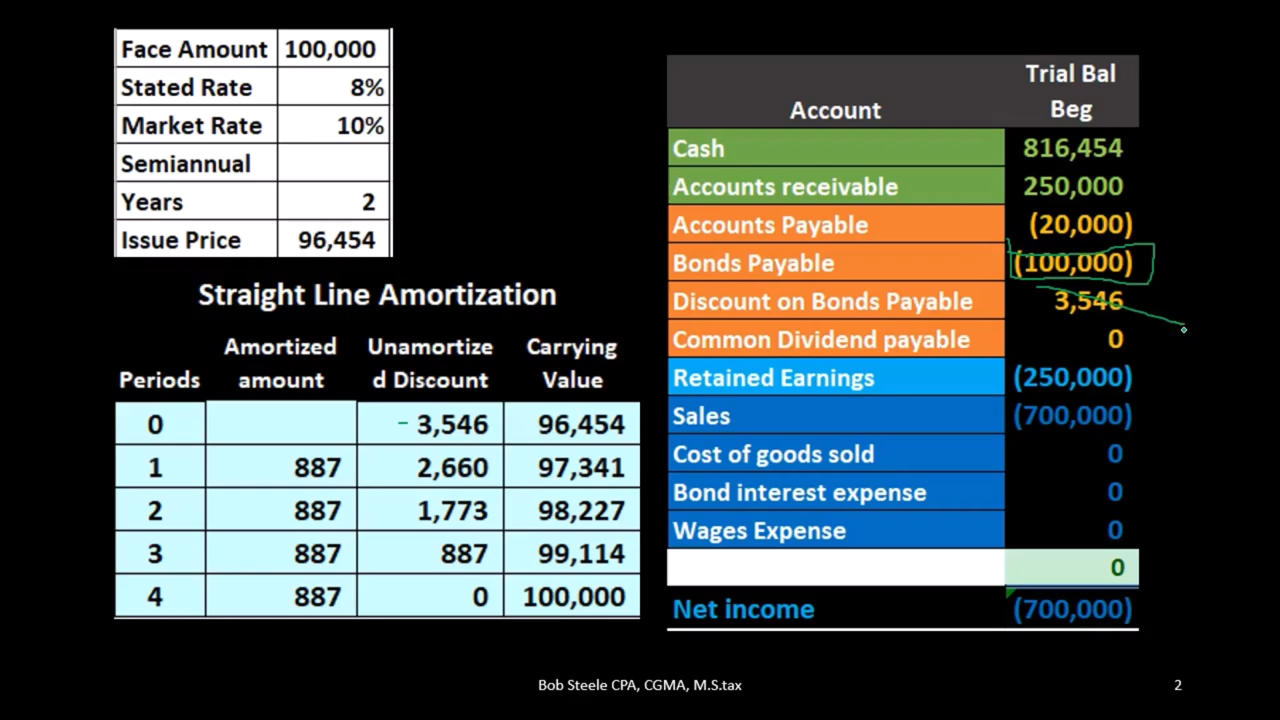 Face Amount 100,000
Stated Rate 8%
Market Rate 10%
Semiannual
Years 2
Issue Price 96,454
Straight Line Amortization
Periods Amortized amount Unamortize d Discount Carrying Value
0 - 3,546 96,454
1 887 2,660 97,341
2 887 1,773 98,227
3 887 887 99,114
4 887 0 100,000
Account Trial Bal Beg
Cash 816,454
Accounts receivable 250,000
Accounts Payable (20,000)
Bonds Payable (100,000)
Discount on Bonds Payable 3,546
Common Dividend payable 0
Retained Earnings (250,000)
Sales (700,000)
Cost of goods sold 0
Bond interest expense 0
Wages Expense 0
0
Net income (700,000)
Bob Steele CPA, CGMA, M.S.tax
2